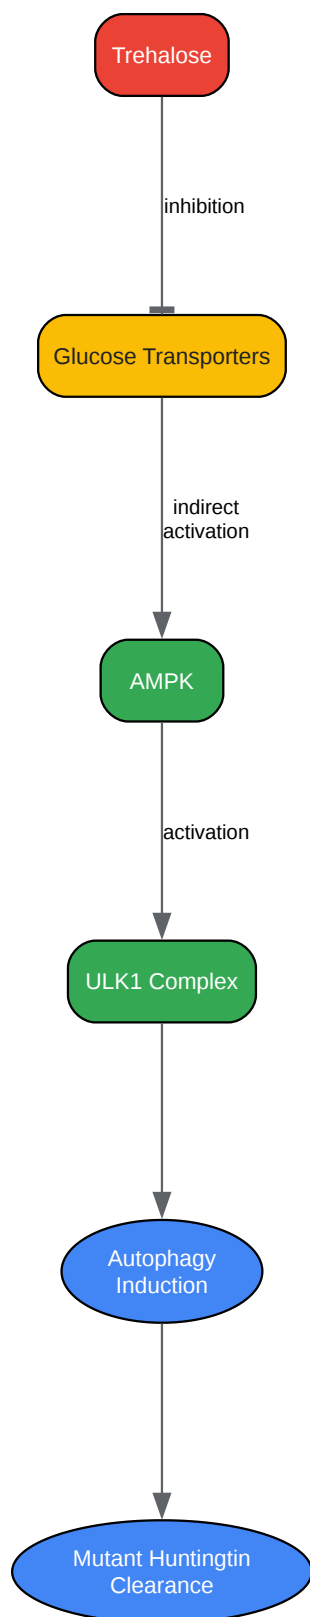 Trehalose
inhibition
Glucose Transporters
indirect
activation
AMPK
activation
ULK1 Complex
Autophagy
Induction
Mutant Huntingtin
Clearance